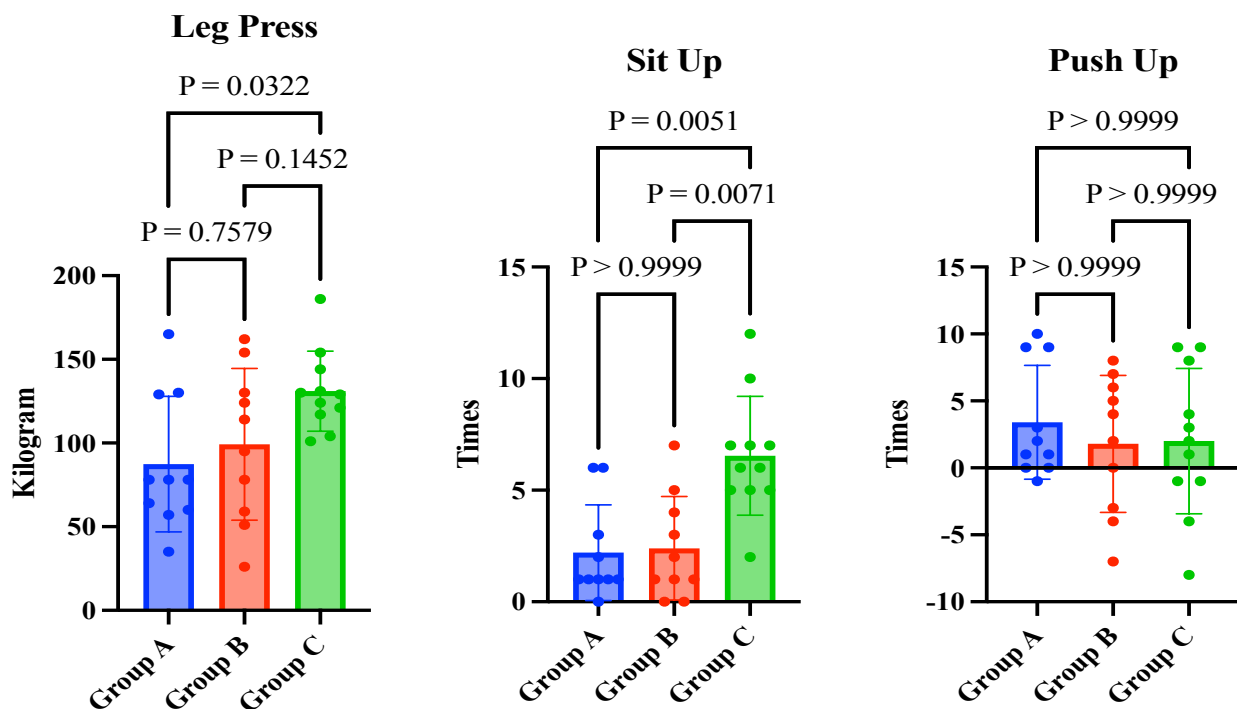 Leg Press
P = 0.0322
P = 0.1452
P = 0.7579
Kilogram
200
150
100
50
0
Group A
Group B
Group C
Sit Up
P = 0.0051
P = 0.0071
P > 0.9999
Times
15
10
5
0
Group A
Group B
Group C
Push Up
P > 0.9999
P > 0.9999
P > 0.9999
Times
15
10
5
0
-5
-10
Group A
Group B
Group C